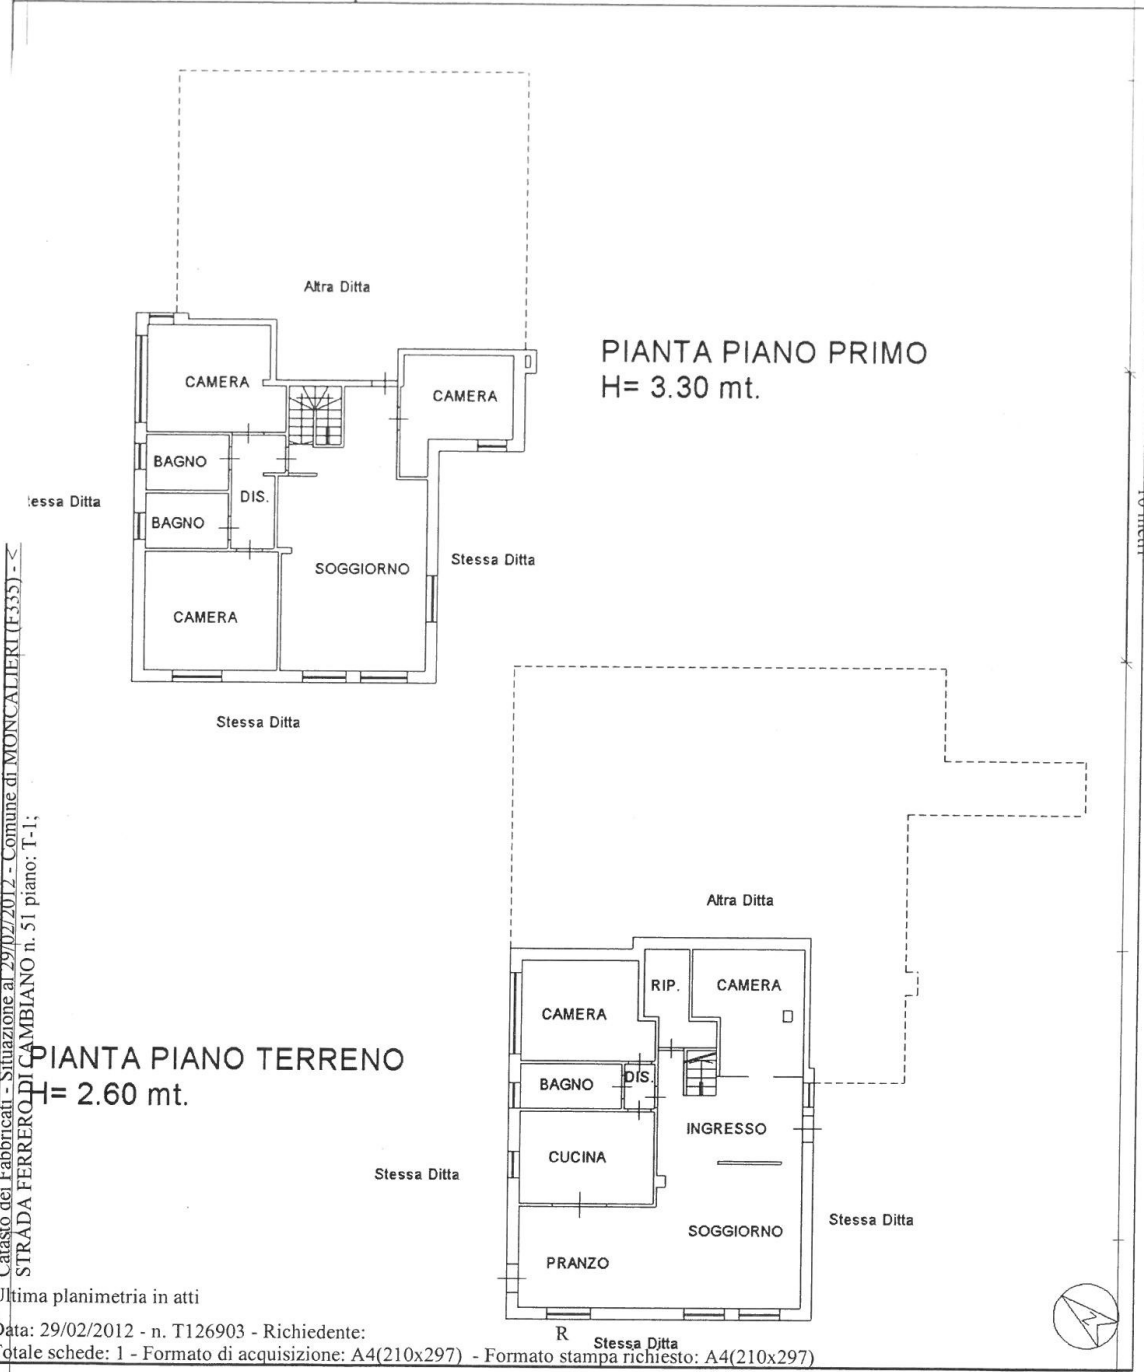 Altra Ditta
PIANTA PIANO PRIMO
H= 3.30 mt.
CAMERA
CAMERA
BAGNO
DIS.
BAGNO
SOGGIORNO
CAMERA
Stessa Ditta
Stessa Ditta
Altra Ditta
PIANTA PIANO TERRENO
H= 2.60 mt.
RIP.
CAMERA
CAMERA
BAGNO
DIS.
INGRESSO
CUCINA
SOGGIORNO
PRANZO
Stessa Ditta
Stessa Ditta
R
Stessa Ditta
essa Ditta
Catasto dei Fabbricati - Situazione al 29/02/2012 - Comune di MONCALIERI (F335) - <
STRADA FERRERO DI CAMBIANO n. 51 piano: T-1;
Ultima planimetria in atti
Data: 29/02/2012 - n. T126903 - Richiedente:
Totale schede: 1 - Formato di acquisizione: A4(210x297) - Formato stampa richiesto: A4(210x297)
N